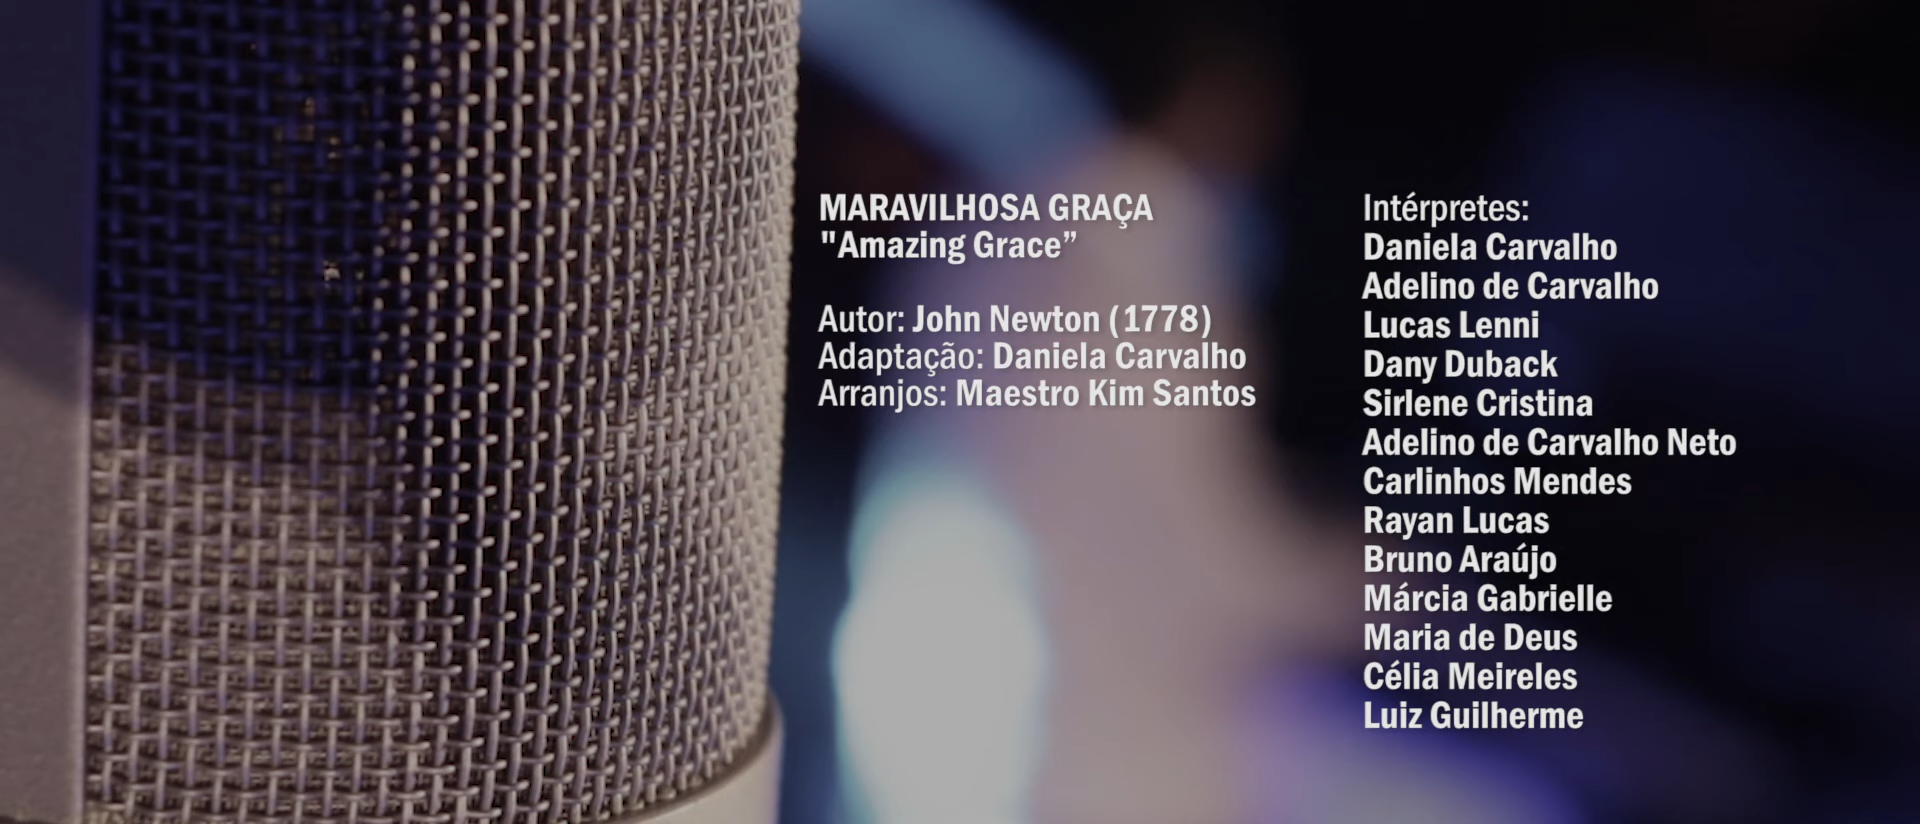 MARAVILHOSA GRAÇA
"Amazing Grace”
Autor: John Newton (1778)
Adaptação: Daniela Carvalho
Arranjos: Maestro Kim Santos
Intérpretes:
Daniela Carvalho
Adelino de Carvalho
Lucas Lenni
Dany Duback
Sirlene Cristina
Adelino de Carvalho Neto
Carlinhos Mendes
Rayan Lucas
Bruno Araújo
Márcia Gabrielle
Maria de Deus
Célia Meireles
Luiz Guilherme